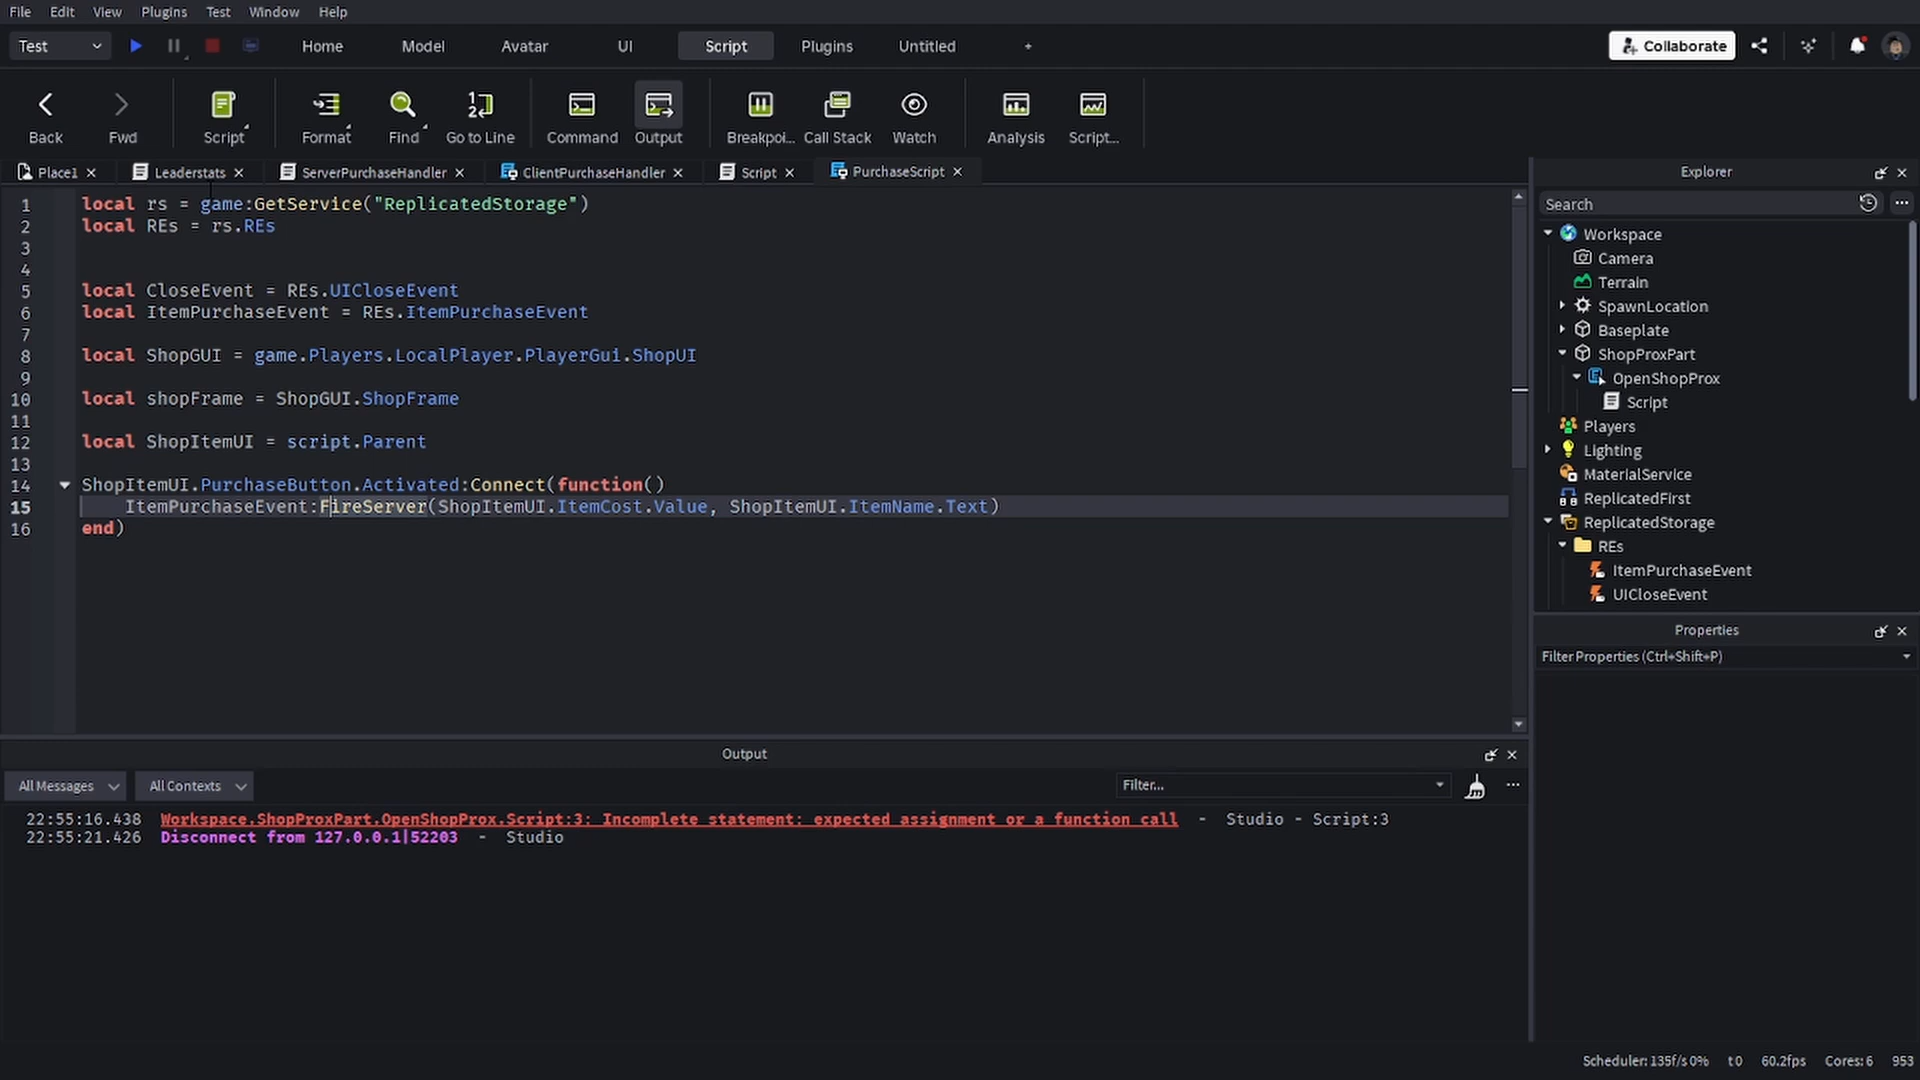 File Edit View Plugins Test Window Help
Test Home Model Avatar UI Script Plugins Untitled + Collaborate
Back Fwd Script Format Find Go to Line Command Output Breakpoi... Call Stack Watch Analysis Script...
Place1 Leaderstats ServerPurchaseHandler ClientPurchaseHandler Script PurchaseScript
1 local rs = game:GetService("ReplicatedStorage")
2 local REs = rs.REs
3
4
5 local CloseEvent = REs.UICloseEvent
6 local ItemPurchaseEvent = REs.ItemPurchaseEvent
7
8 local ShopGUI = game.Players.LocalPlayer.PlayerGui.ShopUI
9
10 local shopFrame = ShopGUI.ShopFrame
11
12 local ShopItemUI = script.Parent
13
14 ShopItemUI.PurchaseButton.Activated:Connect(function()
15 ItemPurchaseEvent:FireServer(ShopItemUI.ItemCost.Value, ShopItemUI.ItemName.Text)
16 end)
Output
All Messages All Contexts Filter... ...
22:55:16.438 Workspace.ShopProxPart.OpenShopProx.Script:3: Incomplete statement: expected assignment or a function call - Studio - Script:3
22:55:21.426 Disconnect from 127.0.0.1|52203 - Studio
Explorer
Search ...
Workspace
Camera
Terrain
SpawnLocation
Baseplate
ShopProxPart
OpenShopProx
Script
Players
Lighting
MaterialService
ReplicatedFirst
ReplicatedStorage
REs
ItemPurchaseEvent
UICloseEvent
Properties
Filter Properties (Ctrl+Shift+P)
Scheduler: 135f/s 0% t 0 60.2fps Cores: 6 953